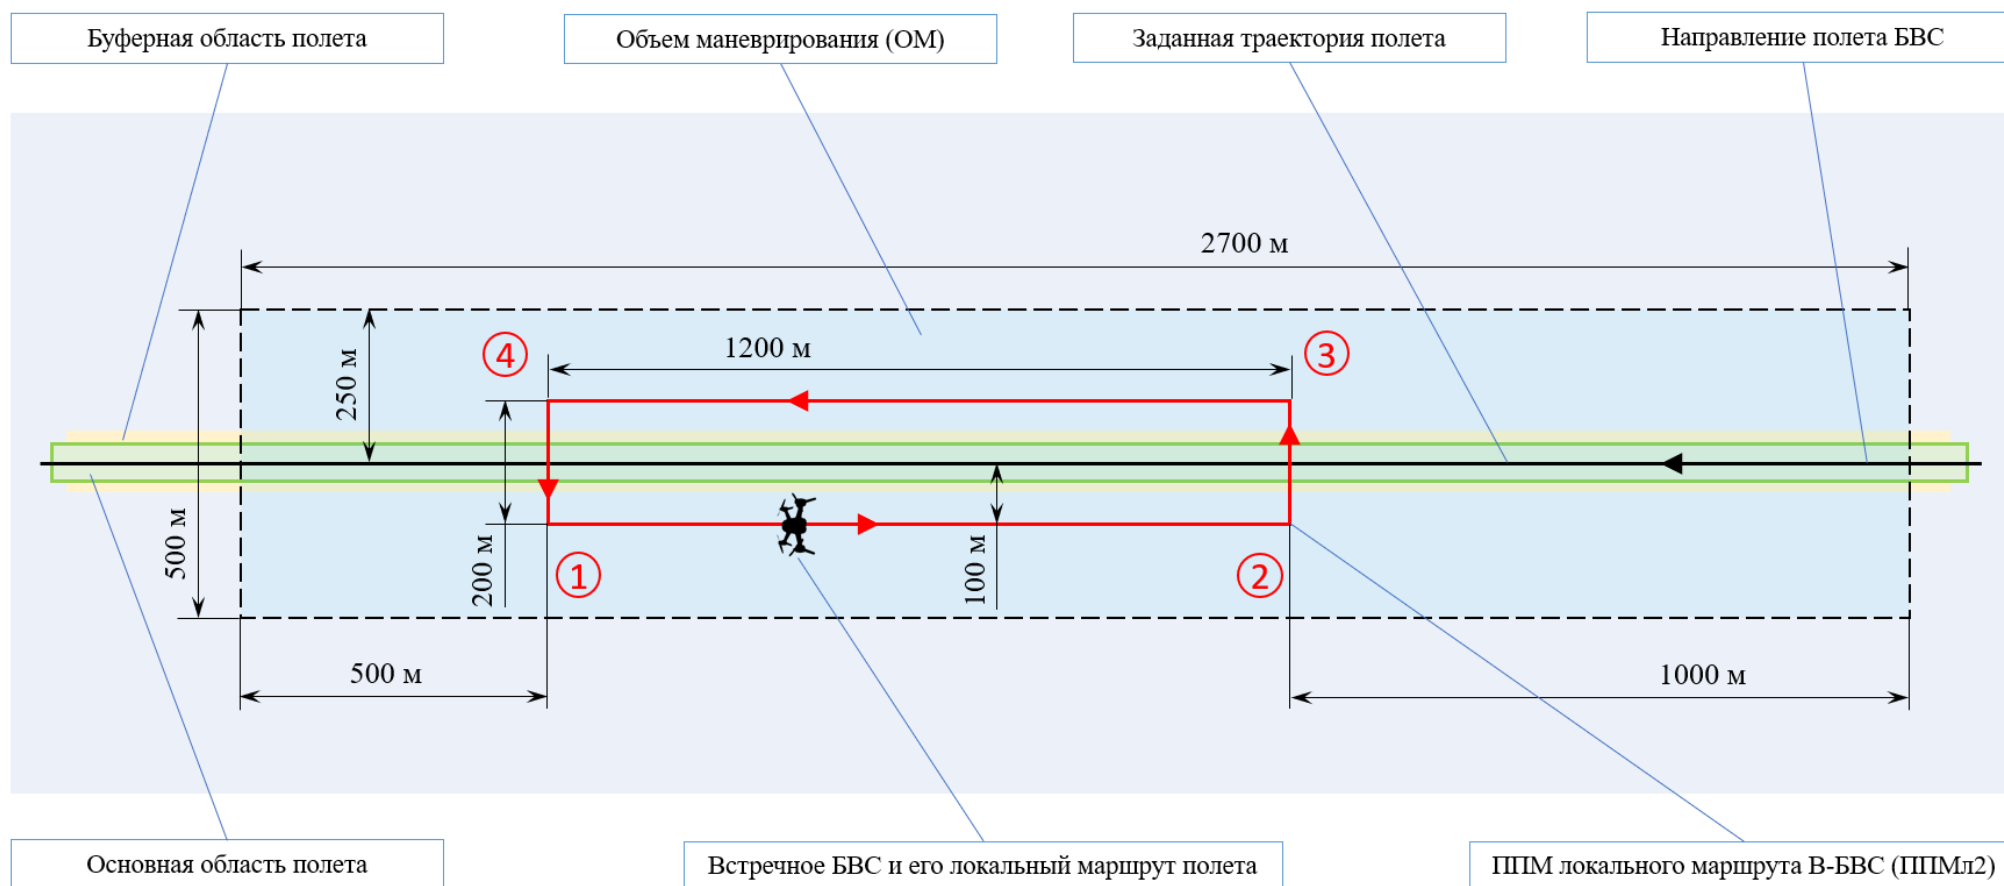 Буферная область полета
Объем маневрирования (ОМ)
Заданная траектория полета
Направление полета БВС
2700 м
250 м
1200 м
4
3
500 м
200 м
100 м
1
2
500 м
1000 м
Основная область полета
Встречное БВС и его локальный маршрут полета
ППМ локального маршрута В-БВС (ППМл2)